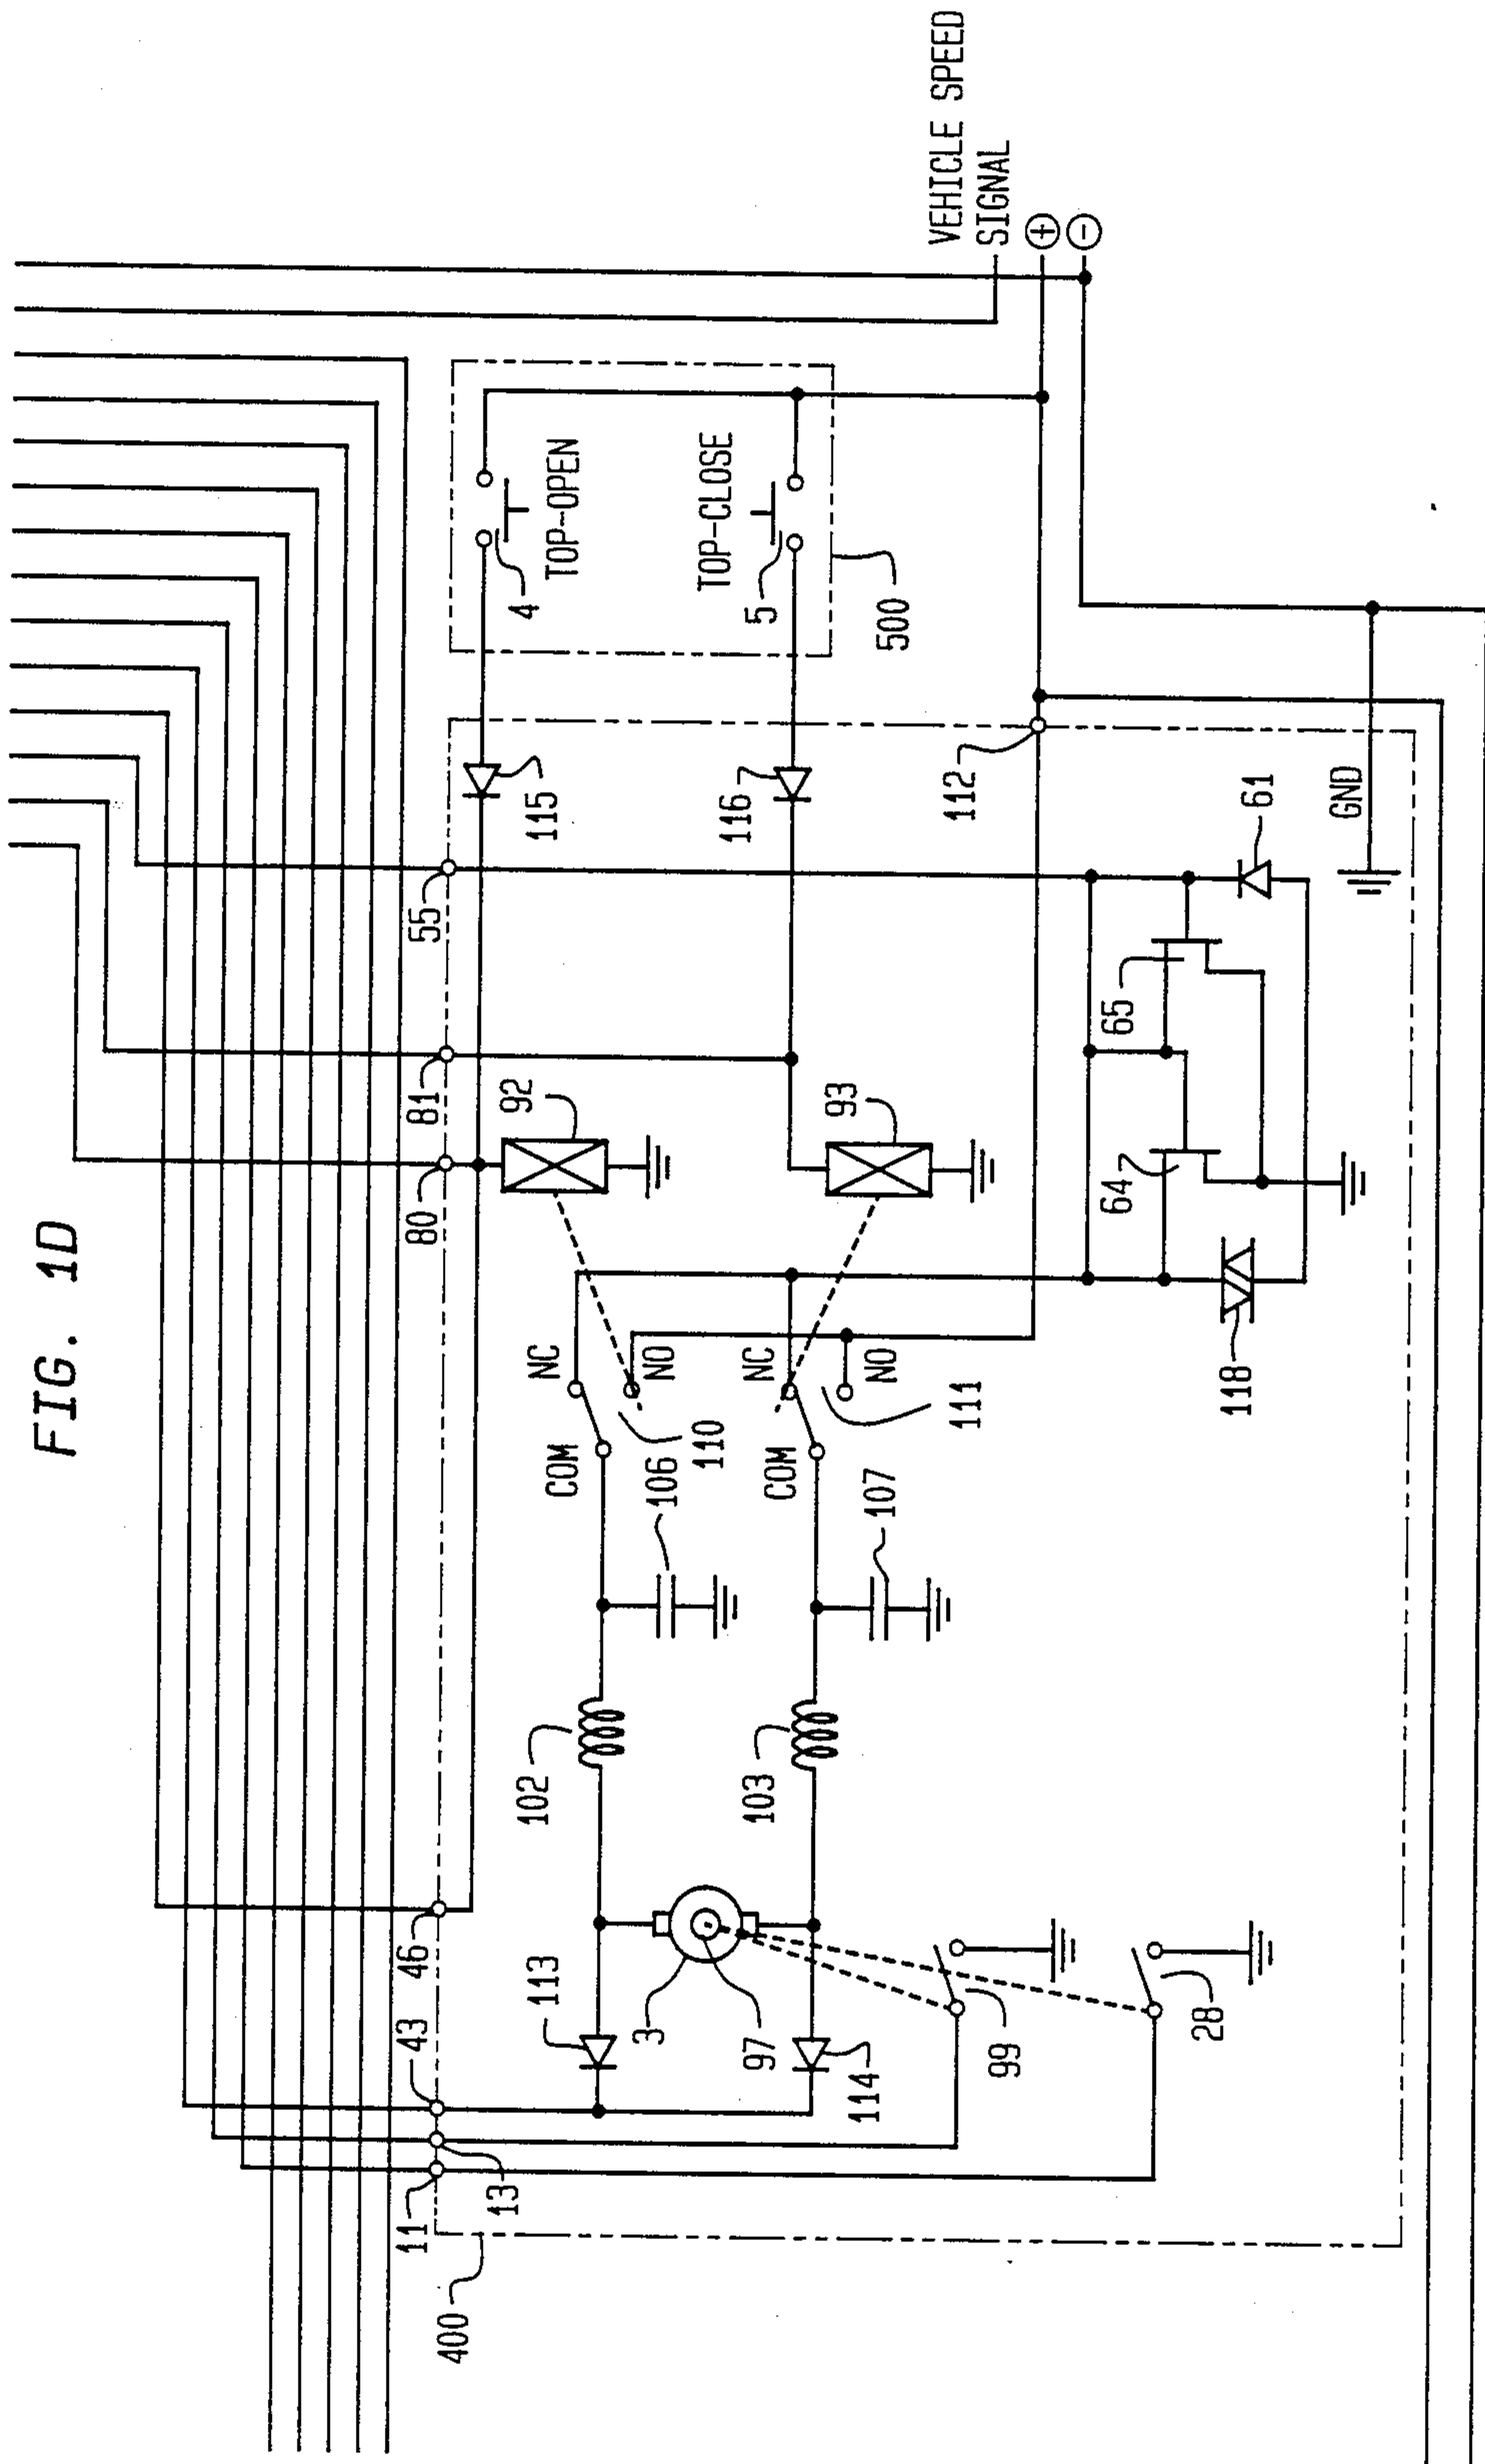 FIG. 1D
VEHICLE SPEED
SIGNAL
+
-
TOP-OPEN
4
TOP-CLOSE
5
500
115
116
112
55
81
80
92
93
65
64
61
GND
118
NC
NO
COM
110
NC
NO
COM
111
106
107
102
103
46
43
113
3
97
114
99
28
13
11
400